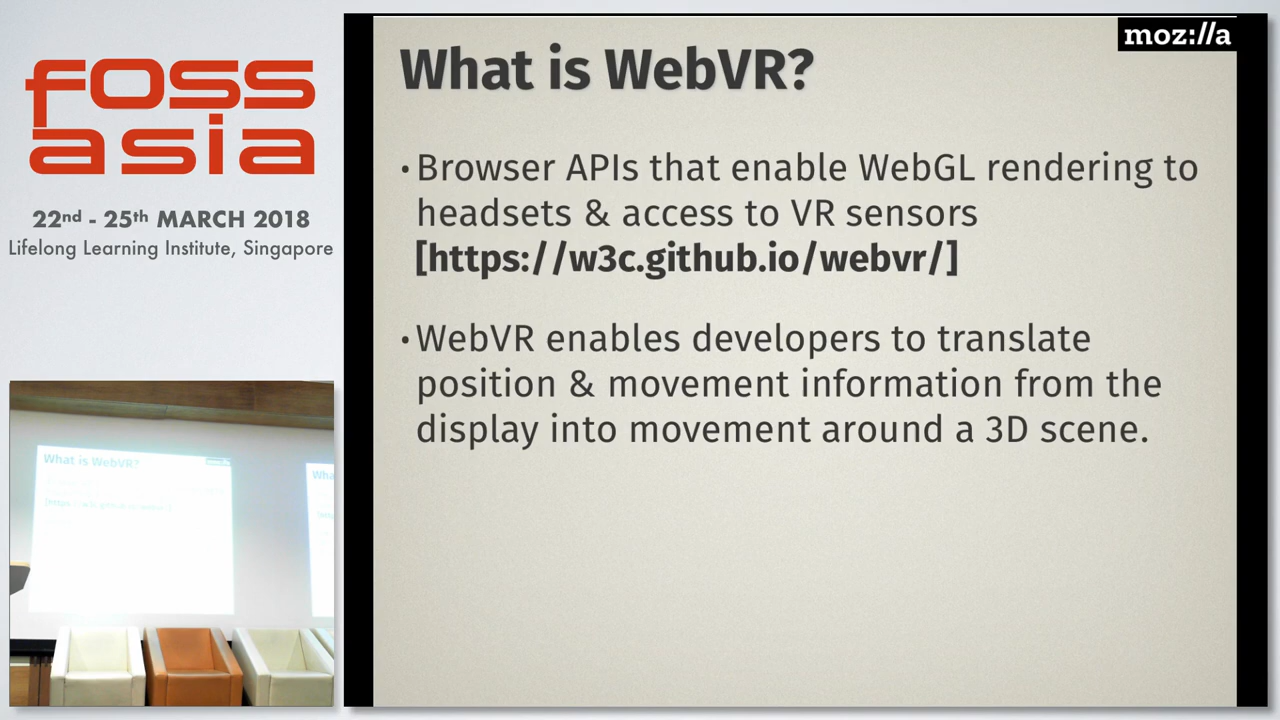 foss
asia
22nd - 25th MARCH 2018
Lifelong Learning Institute, Singapore
moz://a
What is WebVR?
• Browser APIs that enable WebGL rendering to
headsets & access to VR sensors
[https://w3c.github.io/webvr/]
• WebVR enables developers to translate
position & movement information from the
display into movement around a 3D scene.
What is WebVR?